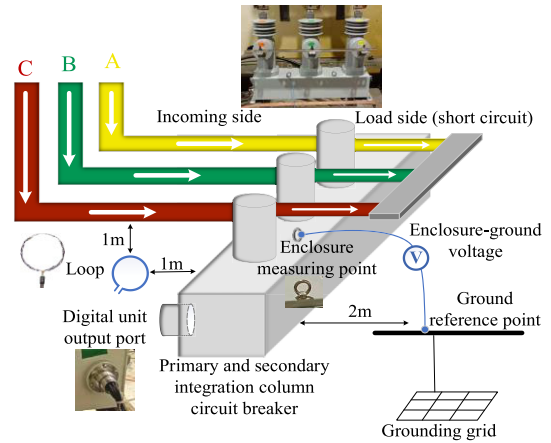 C
B
A
Incoming side
Load side (short circuit)
1m
Loop
1m
Enclosure
measuring point
Enclosure-ground
voltage
V
Digital unit
output port
2m
Ground
reference point
Primary and secondary
integration column
circuit breaker
Grounding grid